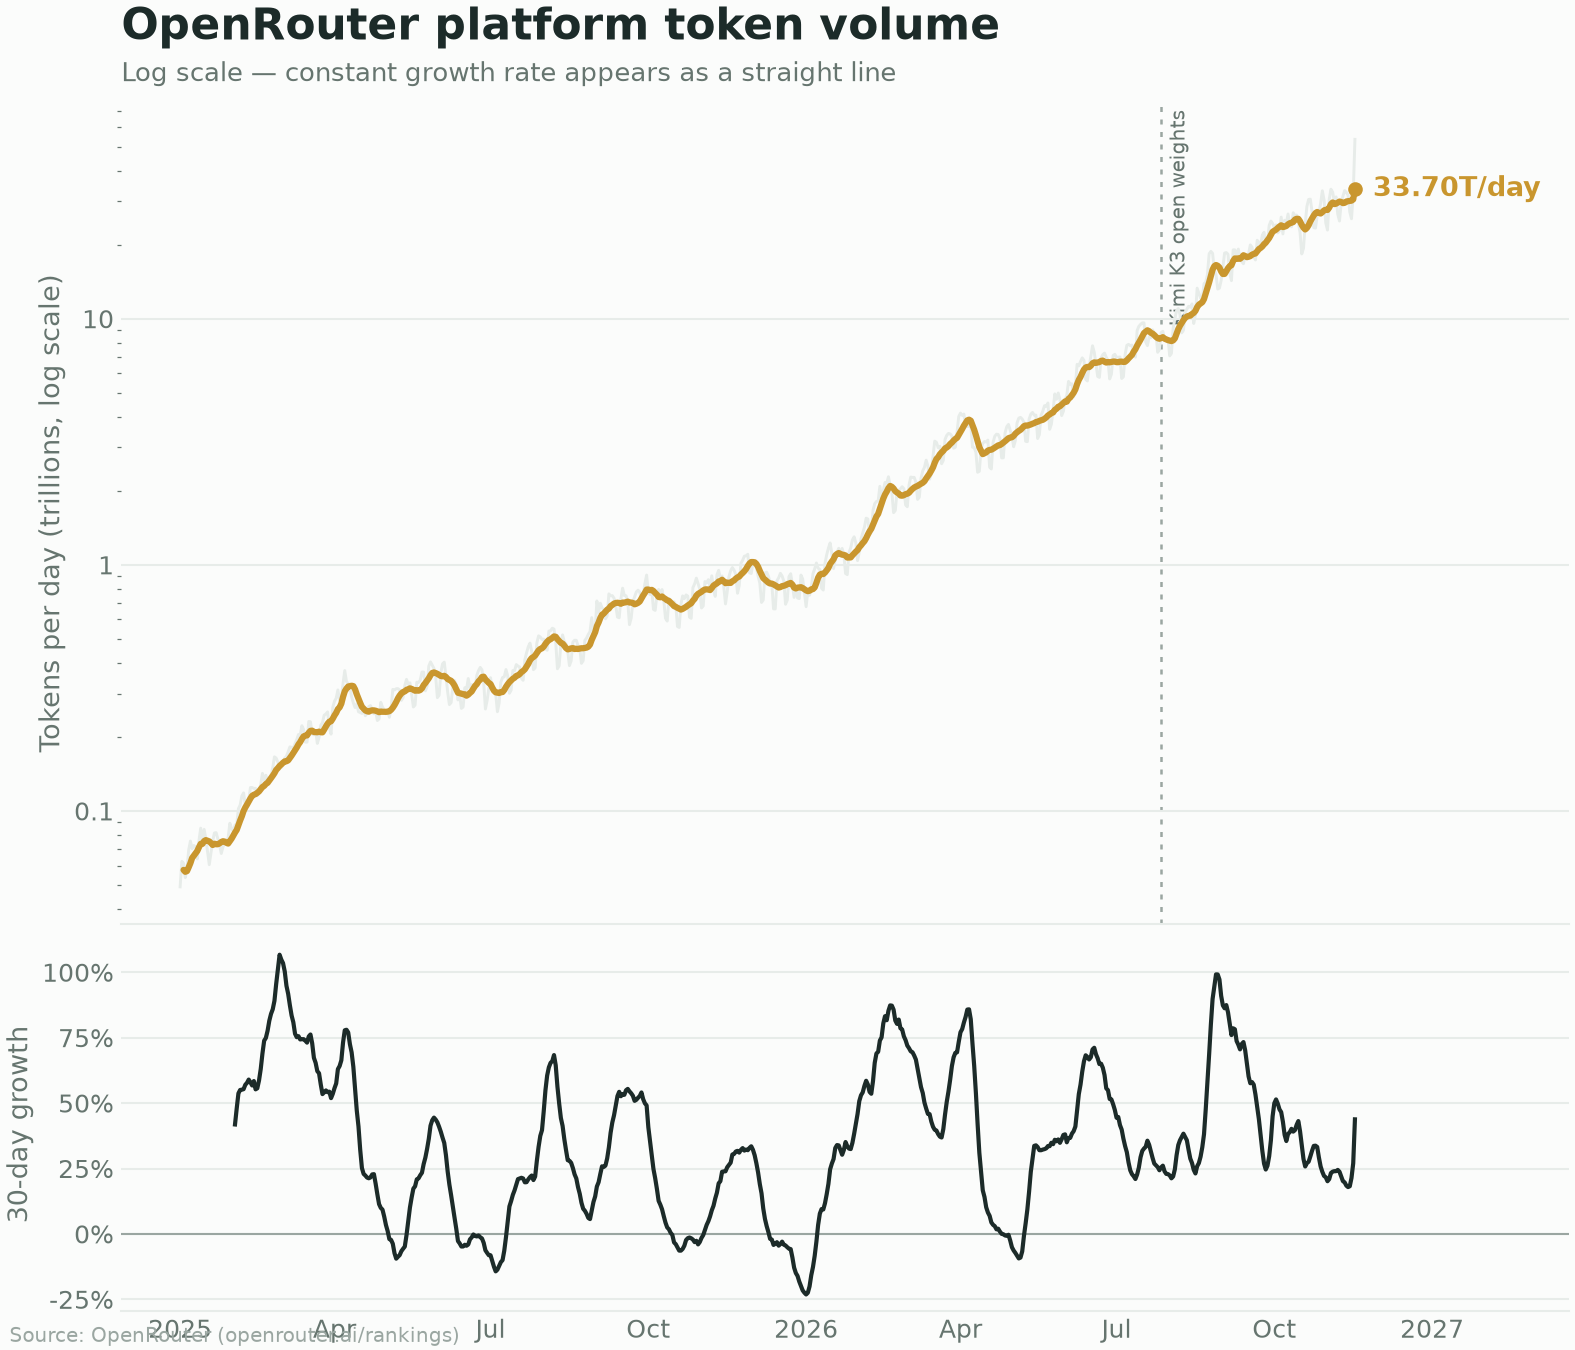 OpenRouter platform token volume
Log scale — constant growth rate appears as a straight line
Kimi K3 open weights
33.70T/day
Tokens per day (trillions, log scale)
10
1
0.1
30-day growth
100%
75%
50%
25%
0%
-25%
2025
Apr
Jul
Oct
2026
Apr
Jul
Oct
2027
Source: OpenRouter (openrouter.ai/rankings)